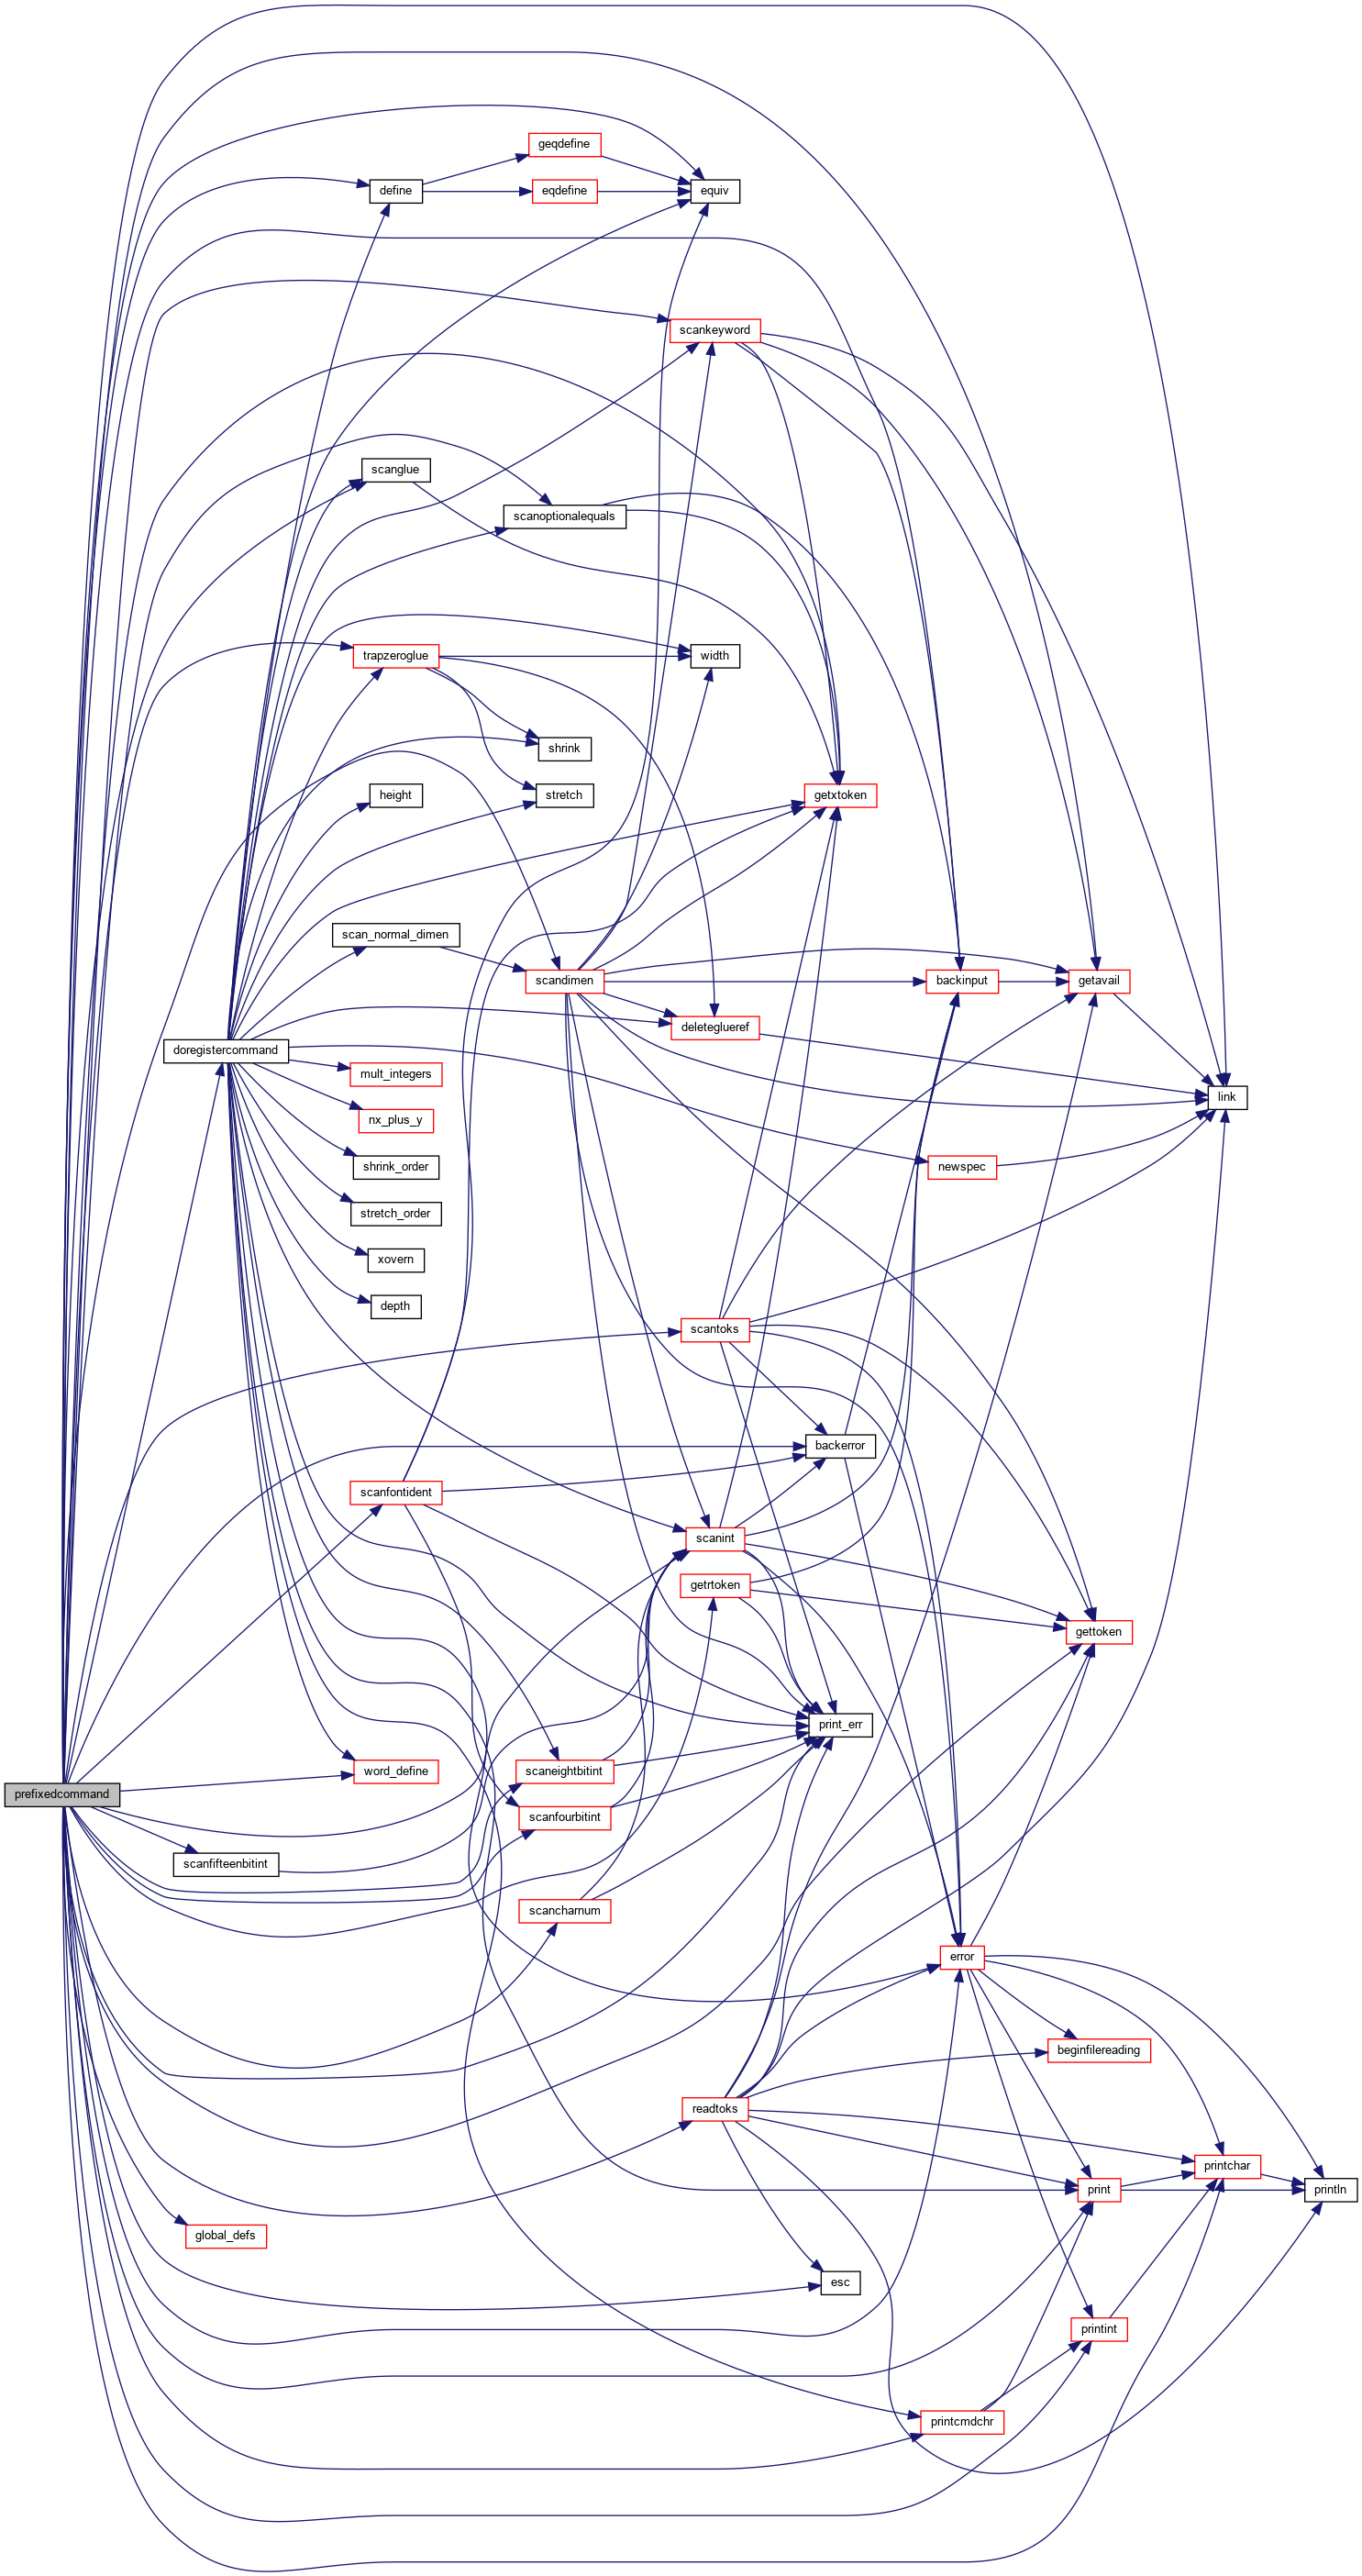 geqdefine
define
eqdefine
equiv
scankeyword
scanglue
scanoptionalequals
trapzeroglue
width
shrink
height
stretch
getxtoken
scan_normal_dimen
scandimen
backinput
getavail
deleteglueref
doregistercommand
mult_integers
link
nx_plus_y
shrink_order
newspec
stretch_order
xovern
depth
scantoks
backerror
scanfontident
scanint
getrtoken
gettoken
print_err
word_define
scaneightbitint
prefixedcommand
scanfourbitint
scanfifteenbitint
scancharnum
error
beginfilereading
readtoks
printchar
print
println
global_defs
esc
printint
printcmdchr